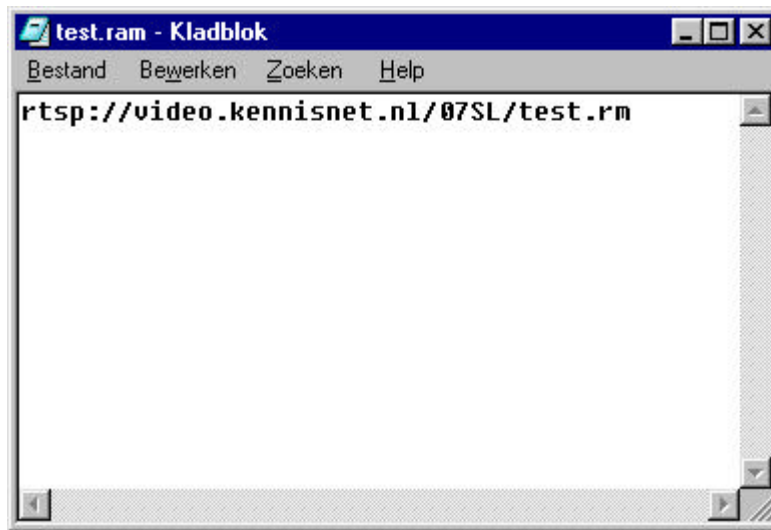 test.ram - Kladblok
Bestand Bewerken Zoeken Help
rtsp://video.kennisnet.nl/07SL/test.rm